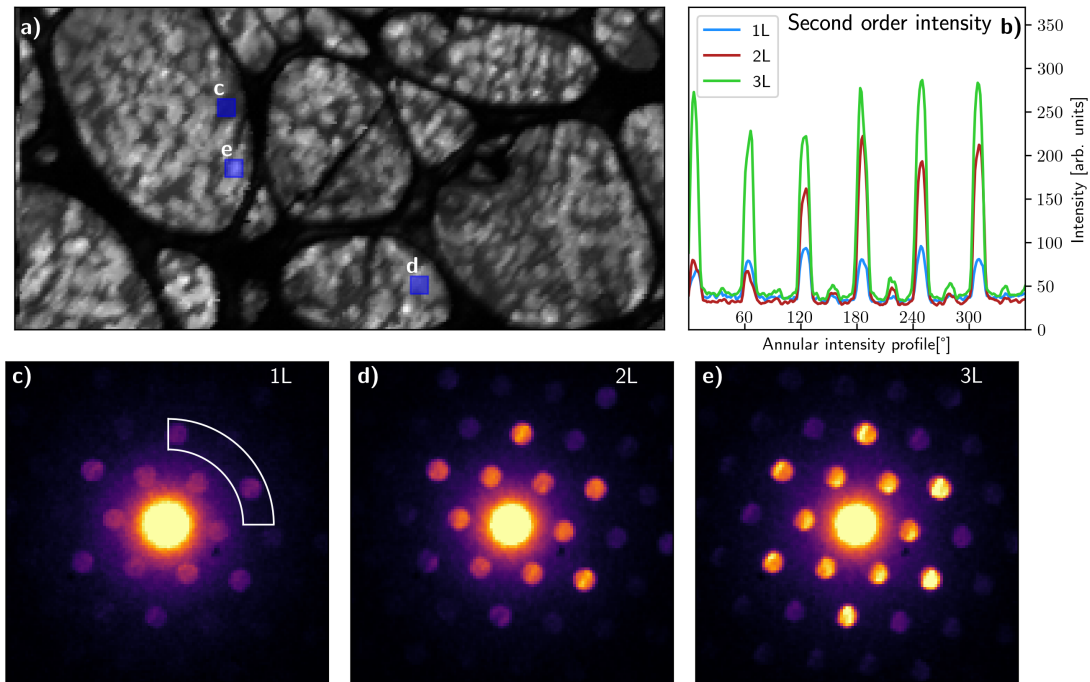 a)
c
e
d
Second order intensity b)
1L
2L
3L
350
300
250
200
150
100
50
0
Intensity [arb. units]
60 120 180 240 300
Annular intensity profile[°]
c) 1L
d) 2L
e) 3L